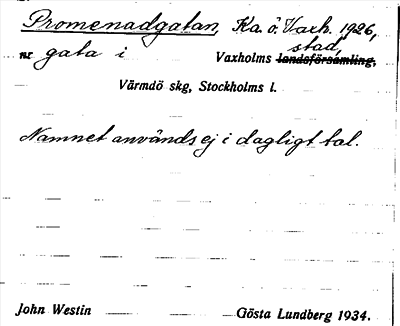 Promenadgatan, Ka. ö. Vaxh. 1926,
stad,
nr gata i Vaxholms landsförsamling,
Värmdö skg, Stockholms l.
Namnet används ej i dagligt tal.
John Westin Gösta Lundberg 1934.